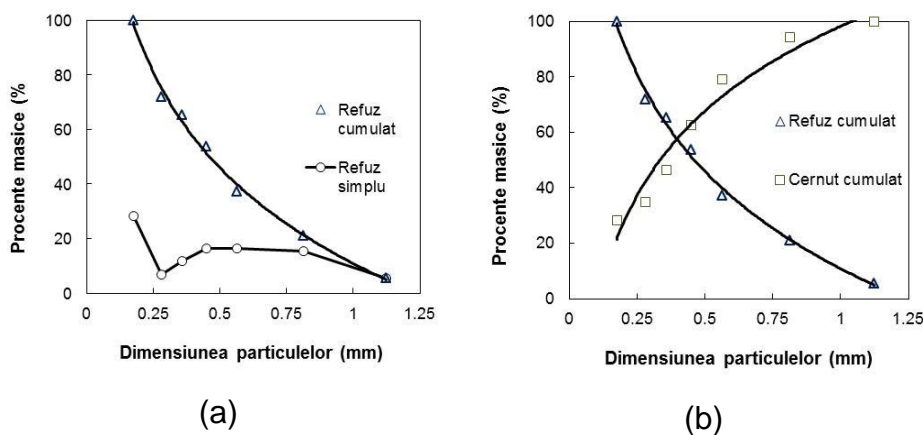 Procente masice (%
100
80
60
40
20
0
0
0.25
0.5
0.75
1
1.25
Refuz
cumulat
Refuz
simplu
Dimensiunea particulelor (mm)
(a)
Procente masice (%)
100
80
60
40
20
0
0
0.25
0.5
0.75
1
1.25
Refuz cumulat
Cernut cumulat
Dimensiunea particulelor (mm)
(b)